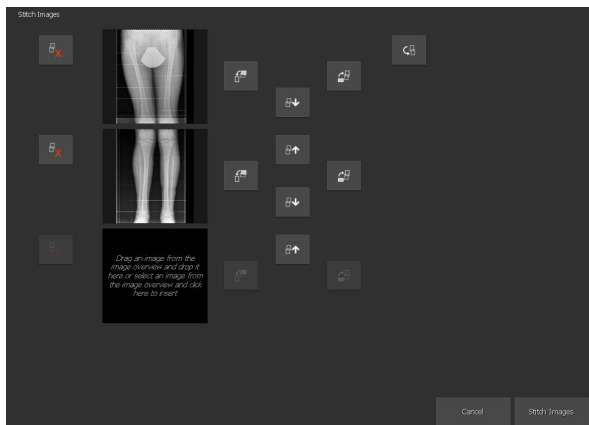 Stitch Images
Drag an image from the
image overview and drop it
here or select an image from
the image overview and click
here to insert
Cancel
Stitch Images